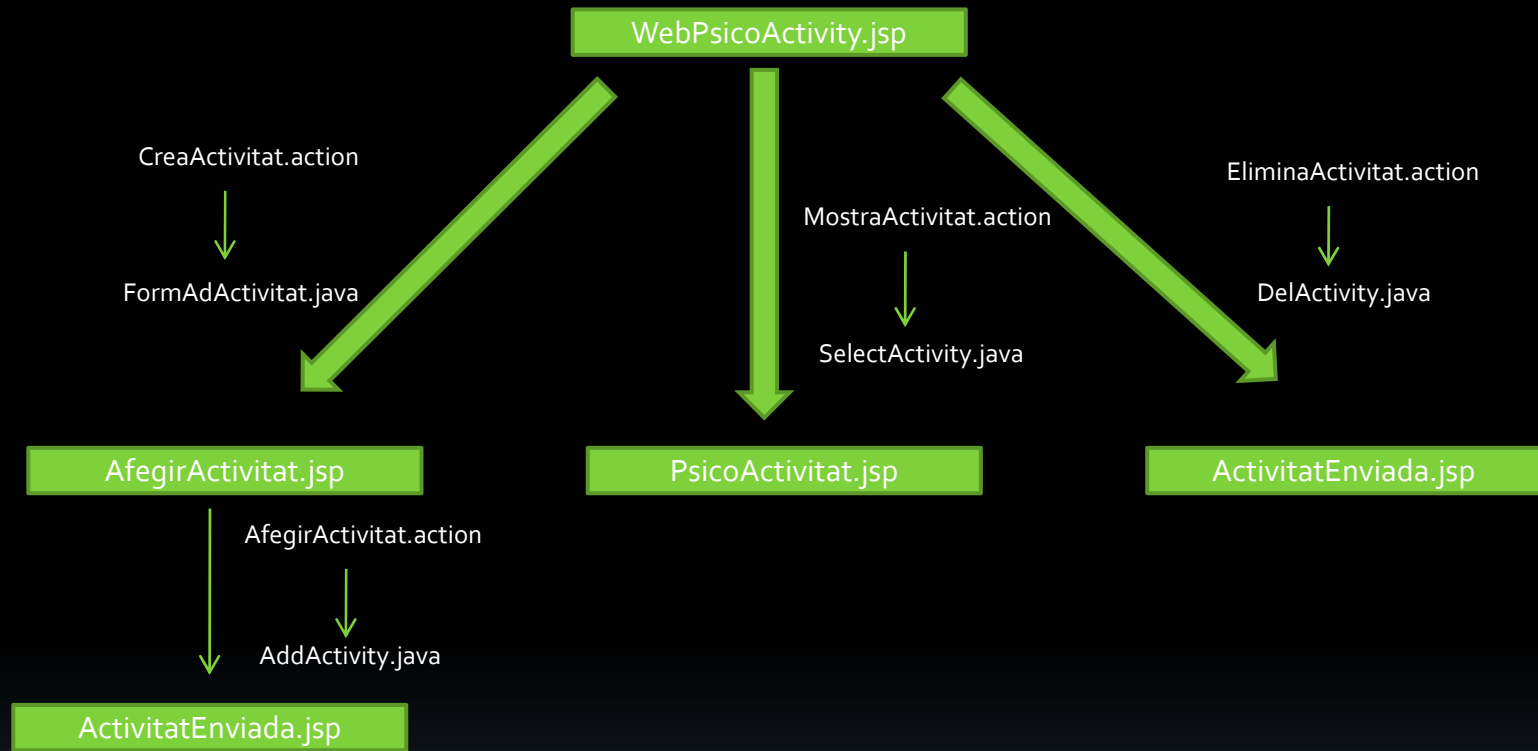 WebPsicoActivity.jsp
CreaActivitat.action
EliminaActivitat.action
MostraActivitat.action
FormAdActivitat.java
DelActivity.java
SelectActivity.java
AfegirActivitat.jsp
PsicoActivitat.jsp
ActivitatEnviada.jsp
AfegirActivitat.action
AddActivity.java
ActivitatEnviada.jsp